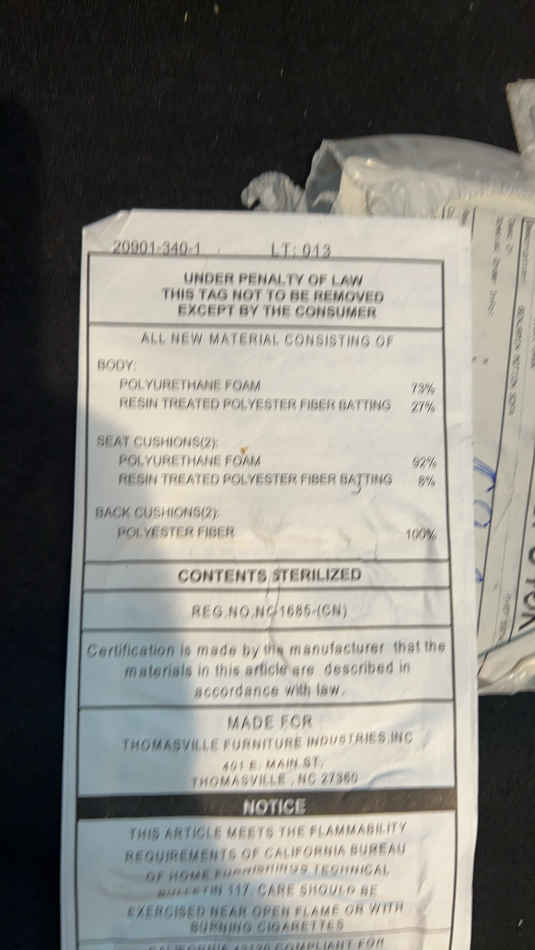 20901-340-1 LT: 013
UNDER PENALTY OF LAW
THIS TAG NOT TO BE REMOVED
EXCEPT BY THE CONSUMER
ALL NEW MATERIAL CONSISTING OF
BODY:
POLYURETHANE FOAM 73%
RESIN TREATED POLYESTER FIBER BATTING 27%
SEAT CUSHIONS(2):
POLYURETHANE FOAM 92%
RESIN TREATED POLYESTER FIBER BATTING 8%
BACK CUSHIONS(2):
POLYESTER FIBER 100%
CONTENTS STERILIZED
REG.NO.NC 1685-(CN)
Certification is made by the manufacturer that the
materials in this article are described in
accordance with law.
MADE FOR
THOMASVILLE FURNITURE INDUSTRIES,INC
401 E. MAIN ST.
THOMASVILLE , NC 27360
NOTICE
THIS ARTICLE MEETS THE FLAMMABILITY
REQUIREMENTS OF CALIFORNIA BUREAU
OF HOME FURNISHINGS TECHNICAL
BULLETIN 117. CARE SHOULD BE
EXERCISED NEAR OPEN FLAME OR WITH
BURNING CIGARETTES